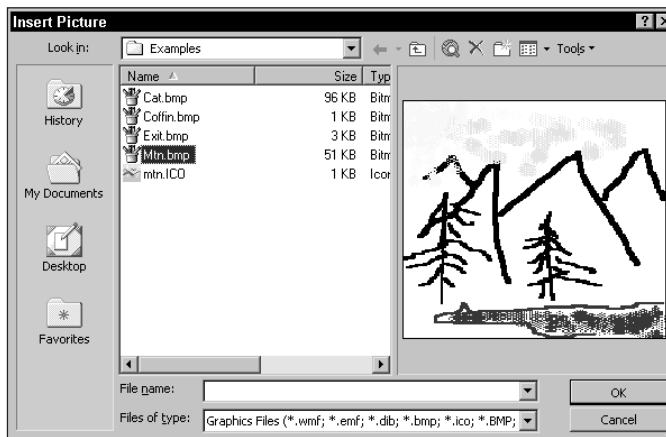 Insert Picture
Look in:
Examples
Tools
History
My Documents
Desktop
Favorites
Name Size Typ
Cat.bmp 96 KB Bitm
Coffin.bmp 1 KB Bitm
Exit.bmp 3 KB Bitm
Mtn.bmp 51 KB Bitm
mtn.ICO 1 KB Icon
File name:
OK
Files of type:
Graphics Files (*.wmf; *.emf; *.dib; *.bmp; *.ico; *.BMP;
Cancel